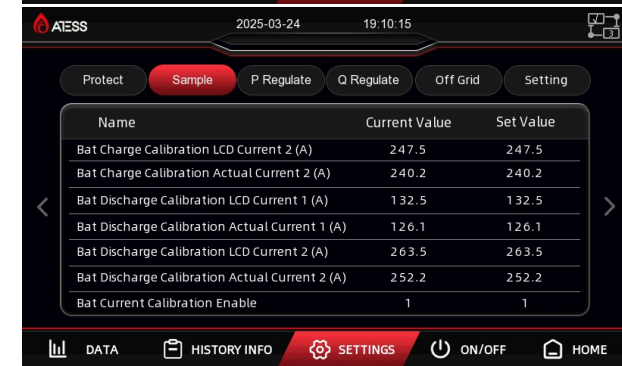 ATESS 2025-03-24 19:10:15
3
Protect Sample P Regulate Q Regulate Off Grid Setting
Name Current Value Set Value
Bat Charge Calibration LCD Current 2 (A) 247.5 247.5
Bat Charge Calibration Actual Current 2 (A) 240.2 240.2
Bat Discharge Calibration LCD Current 1 (A) 132.5 132.5
Bat Discharge Calibration Actual Current 1 (A) 126.1 126.1
Bat Discharge Calibration LCD Current 2 (A) 263.5 263.5
Bat Discharge Calibration Actual Current 2 (A) 252.2 252.2
Bat Current Calibration Enable 1 1
DATA HISTORY INFO SETTINGS ON/OFF HOME